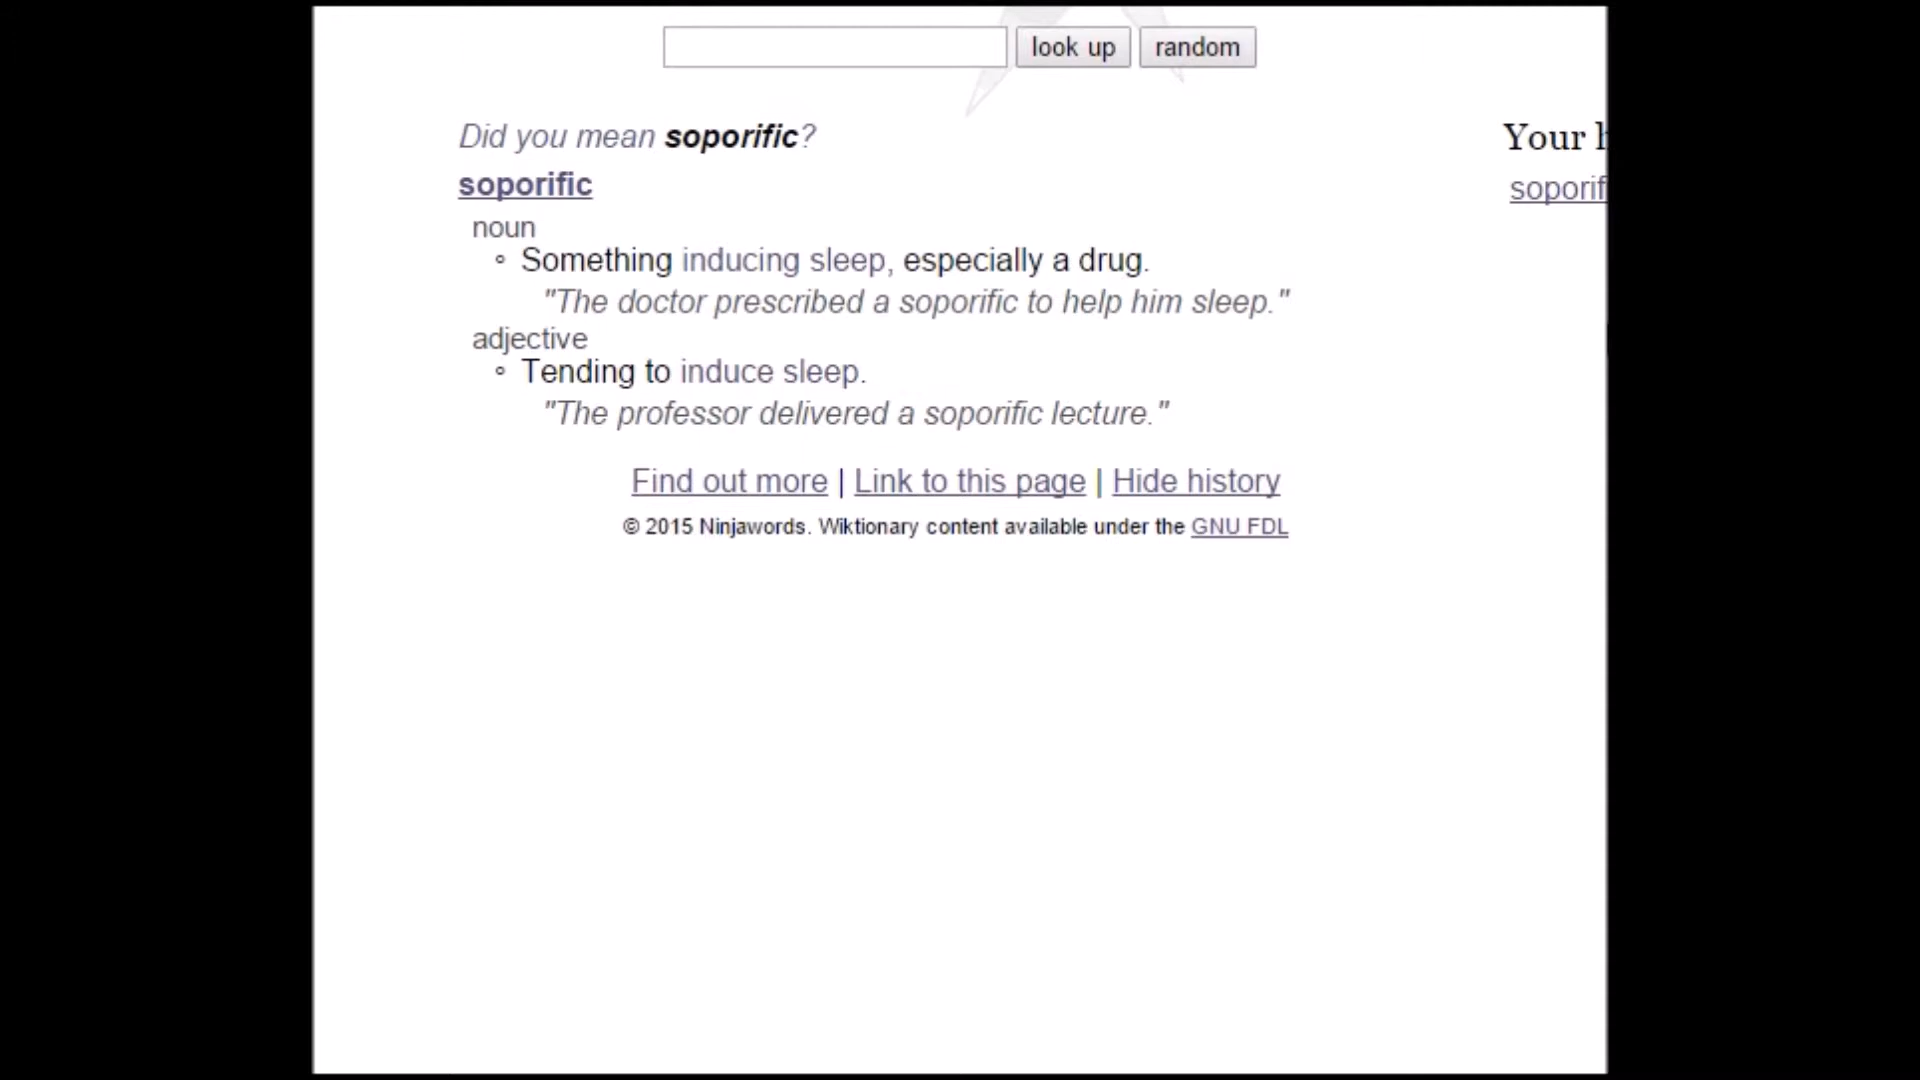 look up random
Did you mean soporific?
soporific
noun
◦ Something inducing sleep, especially a drug.
"The doctor prescribed a soporific to help him sleep."
adjective
◦ Tending to induce sleep.
"The professor delivered a soporific lecture."
Find out more | Link to this page | Hide history
© 2015 Ninjawords. Wiktionary content available under the GNU FDL
Your